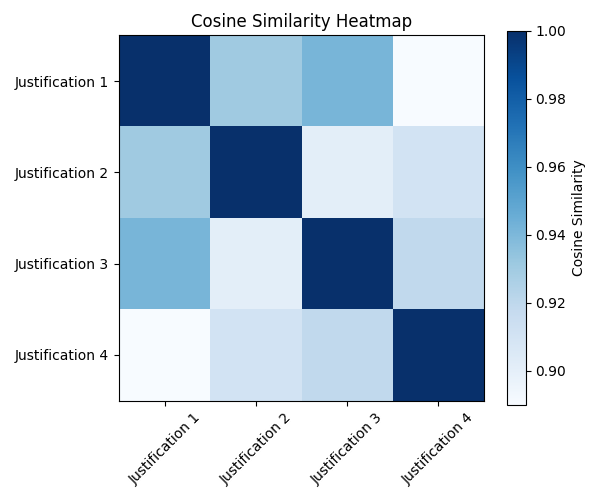 Cosine Similarity Heatmap
Justification 1
Justification 2
Justification 3
Justification 4
Justification 1
Justification 2
Justification 3
Justification 4
1.00
0.98
0.96
0.94
0.92
0.90
Cosine Similarity